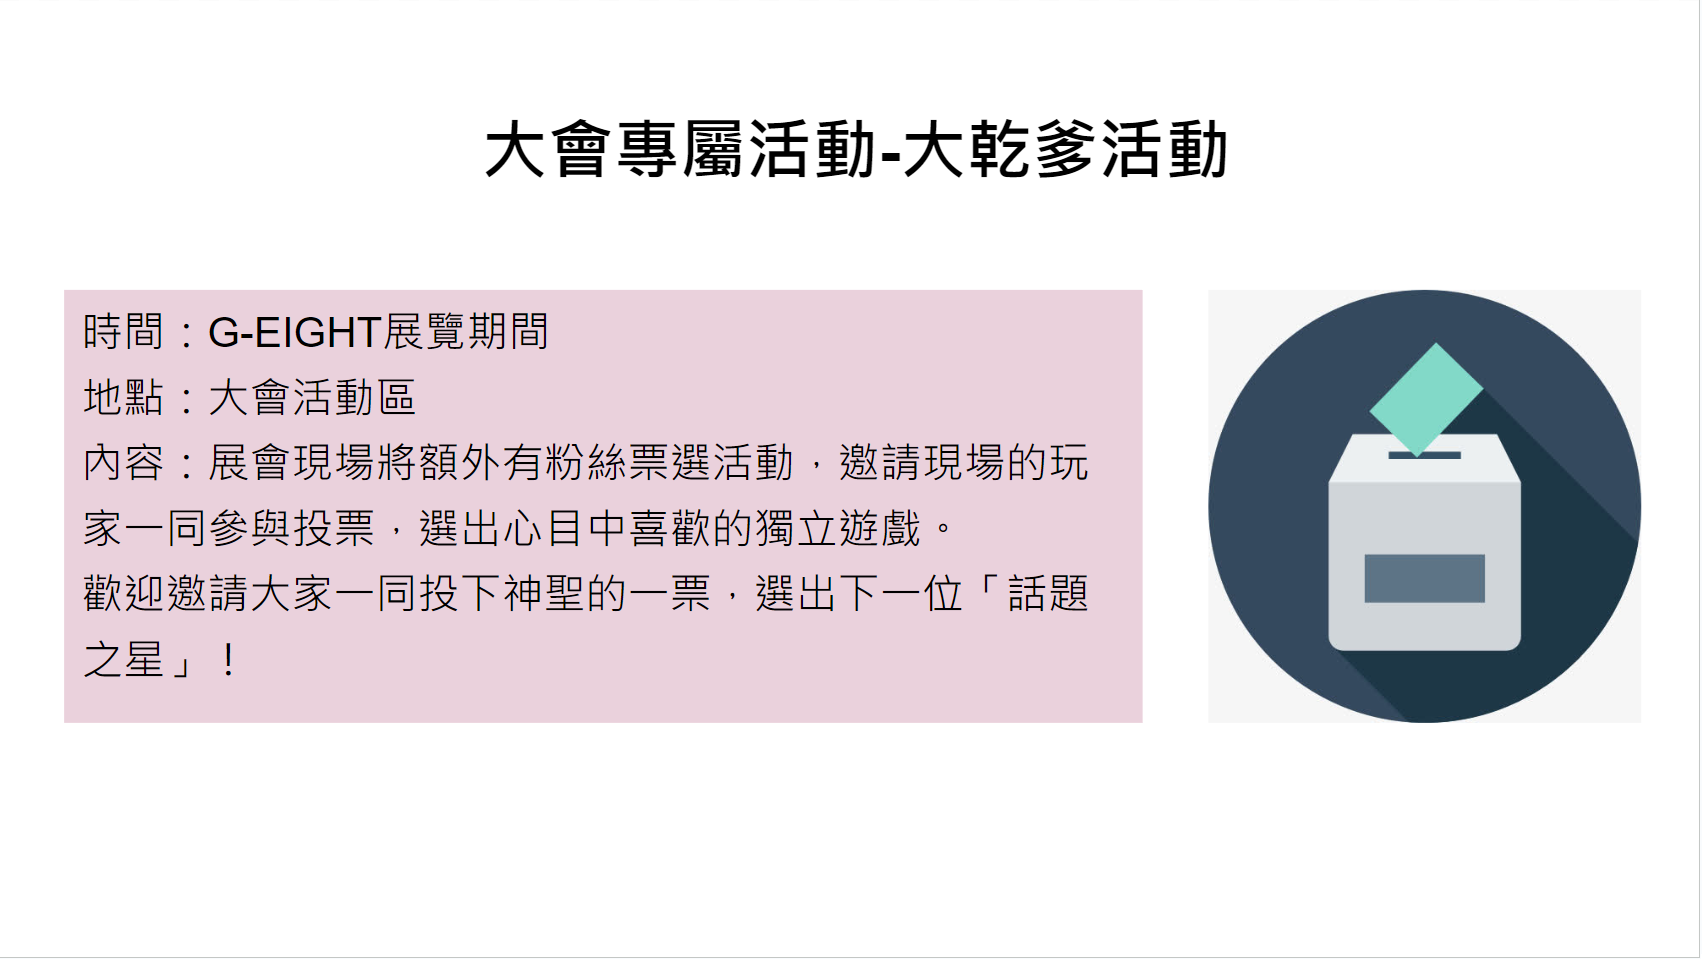 大會專屬活動-大乾爹活動
時間：G-EIGHT展覽期間
地點：大會活動區
內容：展會現場將額外有粉絲票選活動，邀請現場的玩
家一同參與投票，選出心目中喜歡的獨立遊戲。
歡迎邀請大家一同投下神聖的一票，選出下一位「話題
之星」！